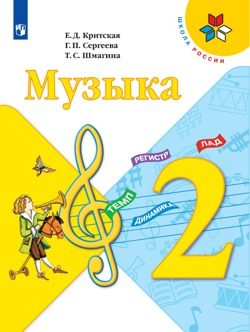 Е. Д. Критская
Г. П. Сергеева
Т. С. Шмагина
ШКОЛА РОССИИ
Музыка
РЕГИСТР
ЛАД
ТЕМП
ДИНАМИКА
2